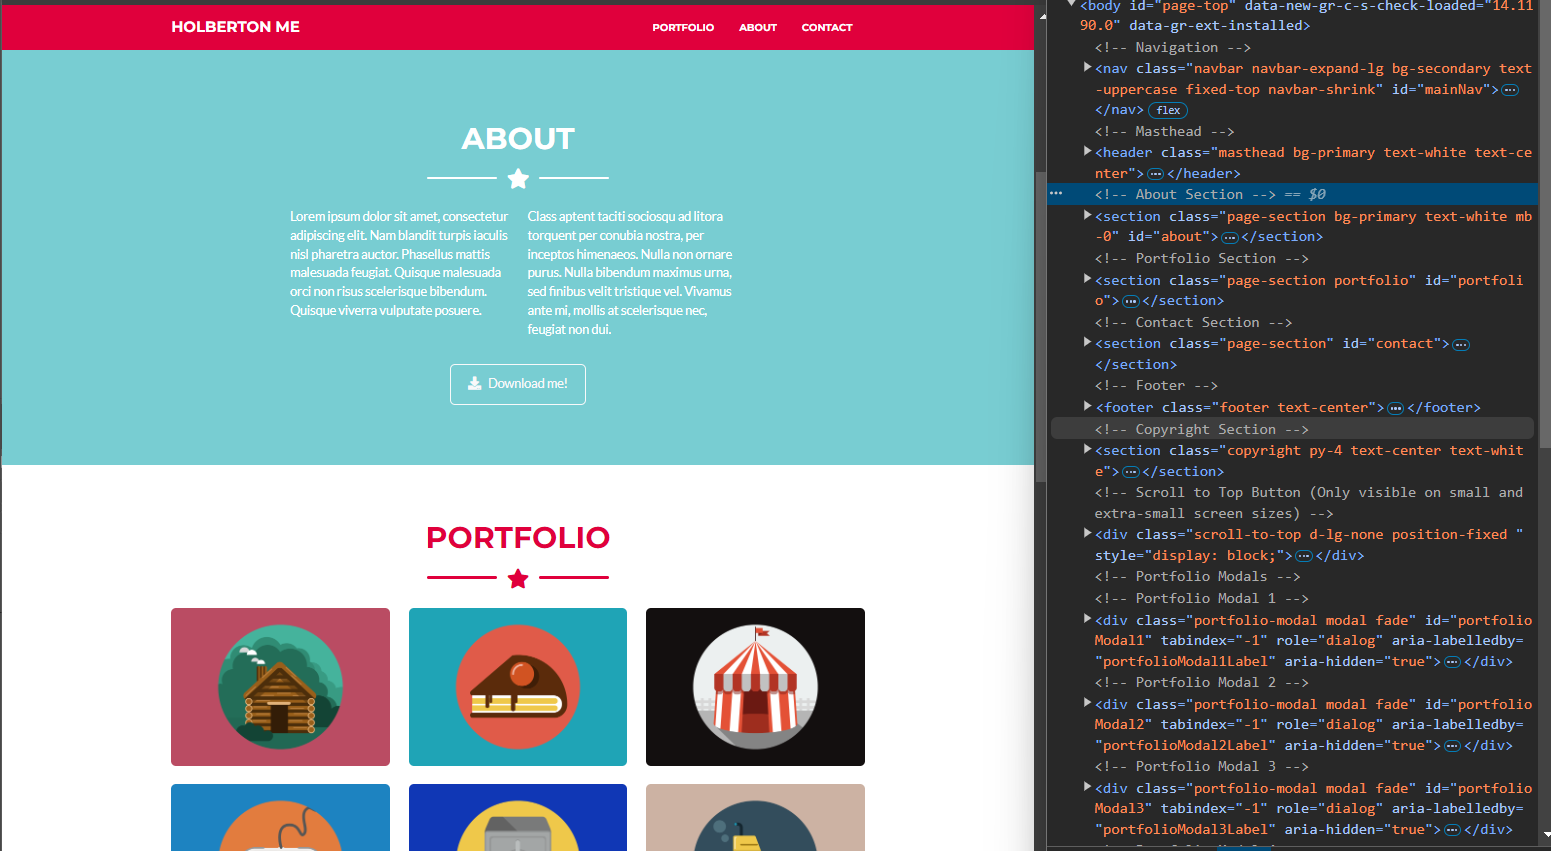 HOLBERTON ME
PORTFOLIO
ABOUT
CONTACT
ABOUT
Lorem ipsum dolor sit amet, consectetur
adipiscing elit. Nam blandit turpis iaculis
nisl pharetra auctor. Phasellus mattis
malesuada feugiat. Quisque malesuada
orci non risus scelerisque bibendum.
Quisque viverra vulputate posuere.
Class aptent taciti sociosqu ad litora
torquent per conubia nostra, per
inceptos himenaeos. Nulla non ornare
purus. Nulla bibendum maximus urna,
sed finibus velit tristique vel. Vivamus
ante mi, mollis at scelerisque nec,
feugiat non dui.
Download me!
PORTFOLIO
<body id="page-top" data-new-gr-c-s-check-loaded="14.11
90.0" data-gr-ext-installed>
<!-- Navigation -->
<nav class="navbar navbar-expand-lg bg-secondary text
-uppercase fixed-top navbar-shrink" id="mainNav">…
</nav> flex
<!-- Masthead -->
<header class="masthead bg-primary text-white text-ce
nter">…</header>
… <!-- About Section --> == $0
<section class="page-section bg-primary text-white mb
-0" id="about">…</section>
<!-- Portfolio Section -->
<section class="page-section portfolio" id="portfoli
o">…</section>
<!-- Contact Section -->
<section class="page-section" id="contact">…
</section>
<!-- Footer -->
<footer class="footer text-center">…</footer>
<!-- Copyright Section -->
<section class="copyright py-4 text-center text-whit
e">…</section>
<!-- Scroll to Top Button (Only visible on small and
extra-small screen sizes) -->
<div class="scroll-to-top d-lg-none position-fixed "
style="display: block;">…</div>
<!-- Portfolio Modals -->
<!-- Portfolio Modal 1 -->
<div class="portfolio-modal modal fade" id="portfolio
Modal1" tabindex="-1" role="dialog" aria-labelledby=
"portfolioModal1Label" aria-hidden="true">…</div>
<!-- Portfolio Modal 2 -->
<div class="portfolio-modal modal fade" id="portfolio
Modal2" tabindex="-1" role="dialog" aria-labelledby=
"portfolioModal2Label" aria-hidden="true">…</div>
<!-- Portfolio Modal 3 -->
<div class="portfolio-modal modal fade" id="portfolio
Modal3" tabindex="-1" role="dialog" aria-labelledby=
"portfolioModal3Label" aria-hidden="true">…</div>